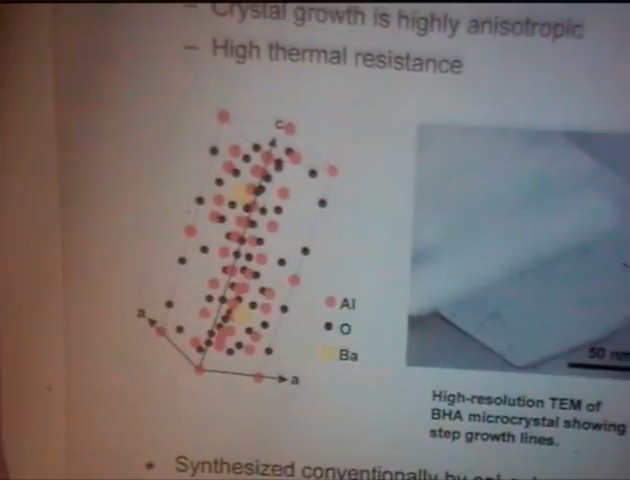 – Crystal growth is highly anisotropic
– High thermal resistance
c
a
a
Al
O
Ba
50 nm
High-resolution TEM of
BHA microcrystal showing
step growth lines.
• Synthesized conventionally by